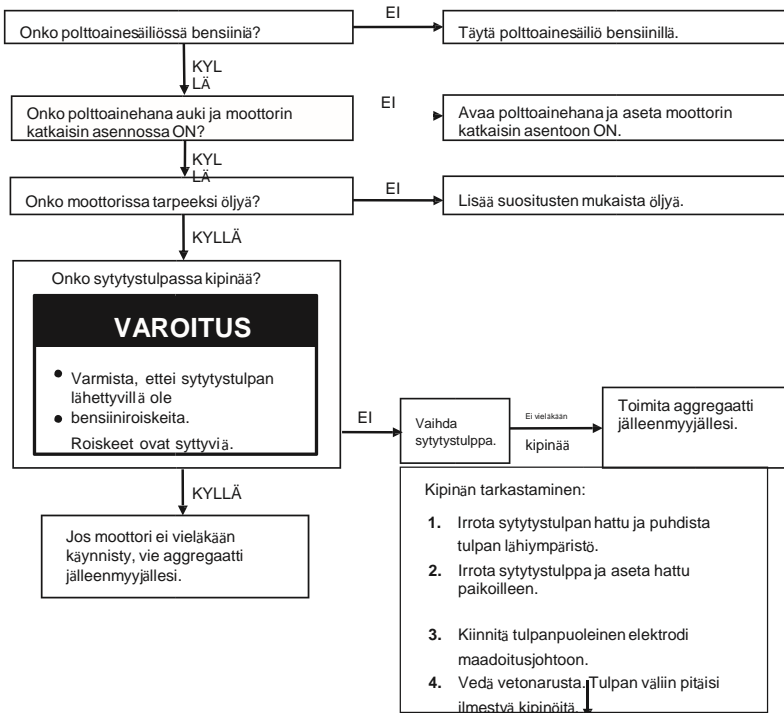 Onko polttoainesäiliössä bensiiniä?
EI
Täytä polttoainesäiliö bensiinillä.
KYL
LÄ
Onko polttoainehana auki ja moottorin
katkaisin asennossa ON?
EI
Avaa polttoainehana ja aseta moottorin
katkaisin asentoon ON.
KYL
LÄ
Onko moottorissa tarpeeksi öljyä?
EI
Lisää suositusten mukaista öljyä.
KYLLÄ
Onko sytytystulpassa kipinää?
VAROITUS
• Varmista, ettei sytytystulpan
lähettyvillä ole
• bensiiniroiskeita.
Roiskeet ovat syttyviä.
EI
Vaihda
sytytystulppa.
Ei vieläkään
kipinää
Toimita aggregaatti
jälleenmyyjällesi.
KYLLÄ
Jos moottori ei vieläkään
käynnisty, vie aggregaatti
jälleenmyyjällesi.
Kipinän tarkastaminen:
1. Irrota sytytystulpan hattu ja puhdista
tulpan lähiympäristö.
2. Irrota sytytystulppa ja aseta hattu
paikoilleen.
3. Kiinnitä tulpanpuoleinen elektrodi
maadoitusjohtoon.
4. Vedä vetonarusta. Tulpan väliin pitäisi
ilmestyä kipinöitä.